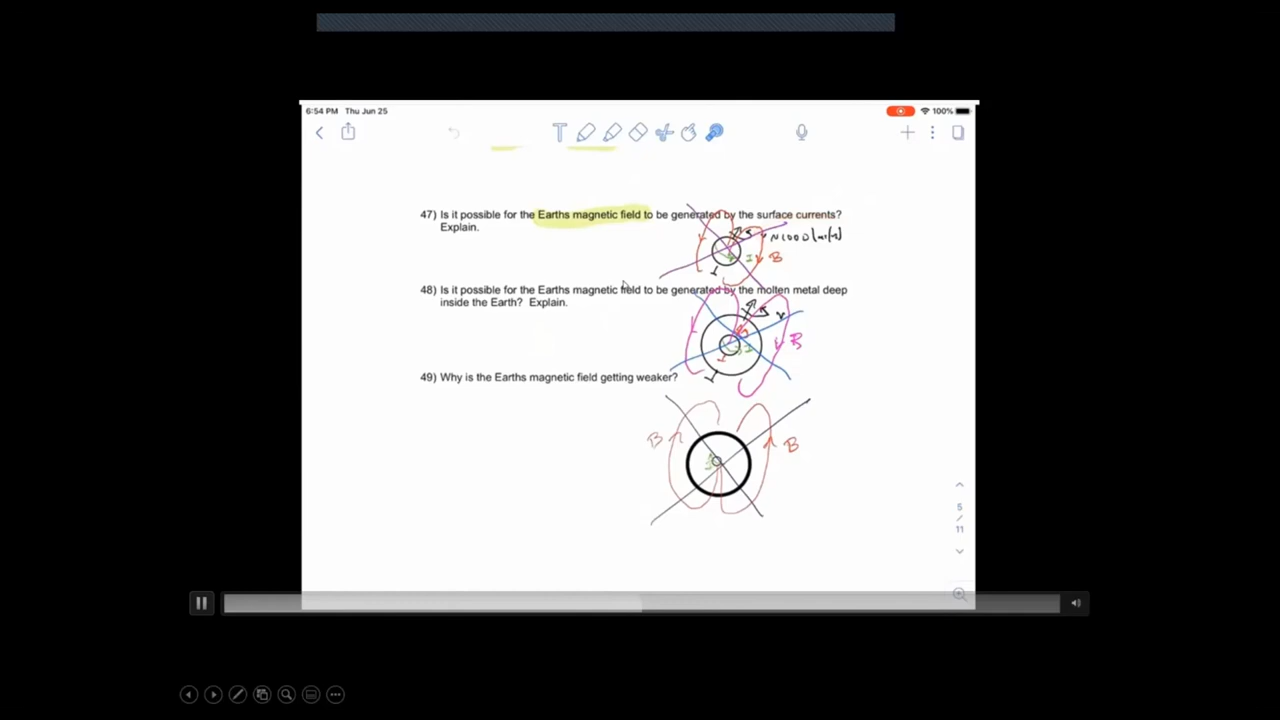 6:54 PM Thu Jun 25
100%
47) Is it possible for the Earths magnetic field to be generated by the surface currents?
Explain.
I B
I
48) Is it possible for the Earths magnetic field to be generated by the molten metal deep
inside the Earth? Explain.
B
I
49) Why is the Earths magnetic field getting weaker?
B B
5
/
11